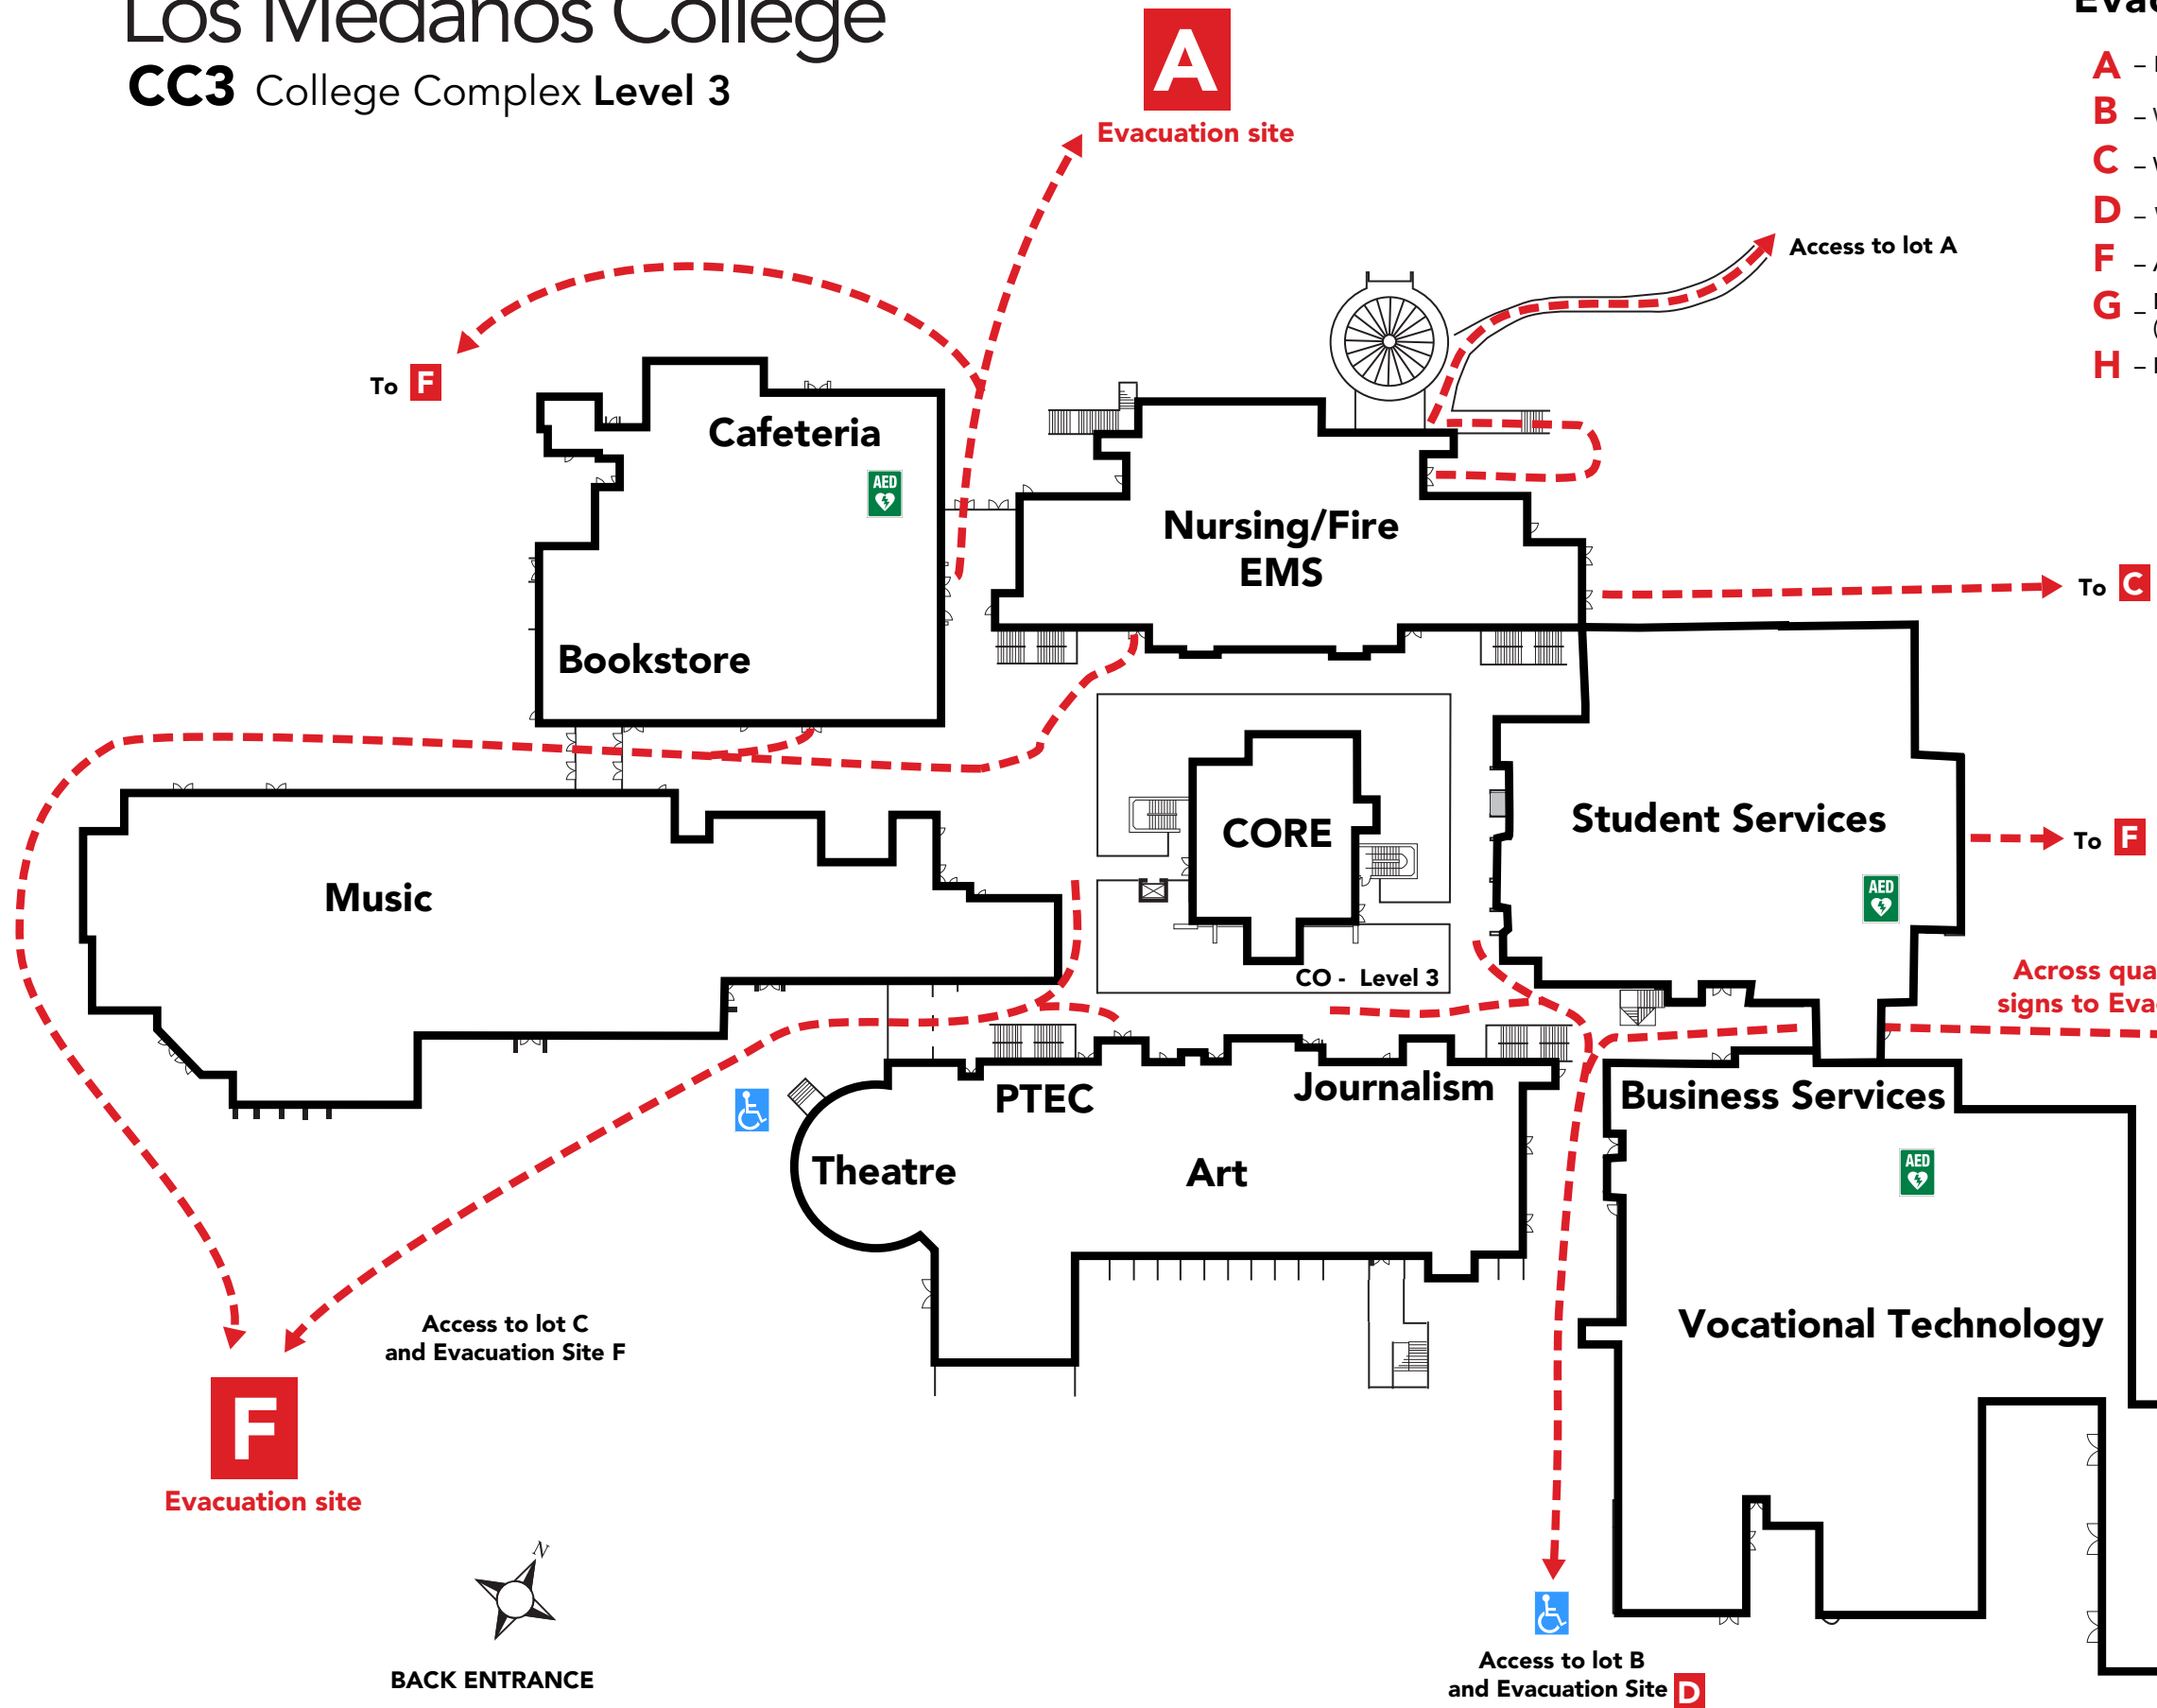 Los Medanos College
CC3 College Complex Level 3
A
Evacuation site
A –
B –
C –
D –
F –
G –
(
H –
Access to lot A
To F
Cafeteria
AED
Nursing/Fire
EMS
To C
Bookstore
Student Services
CORE
To F
Music
AED
CO - Level 3
Across
signs to
PTEC
Journalism
Business Services
Theatre
Art
AED
Access to lot C
and Evacuation Site F
Vocational Technology
F
Evacuation site
N
BACK ENTRANCE
Access to lot B
and Evacuation Site D